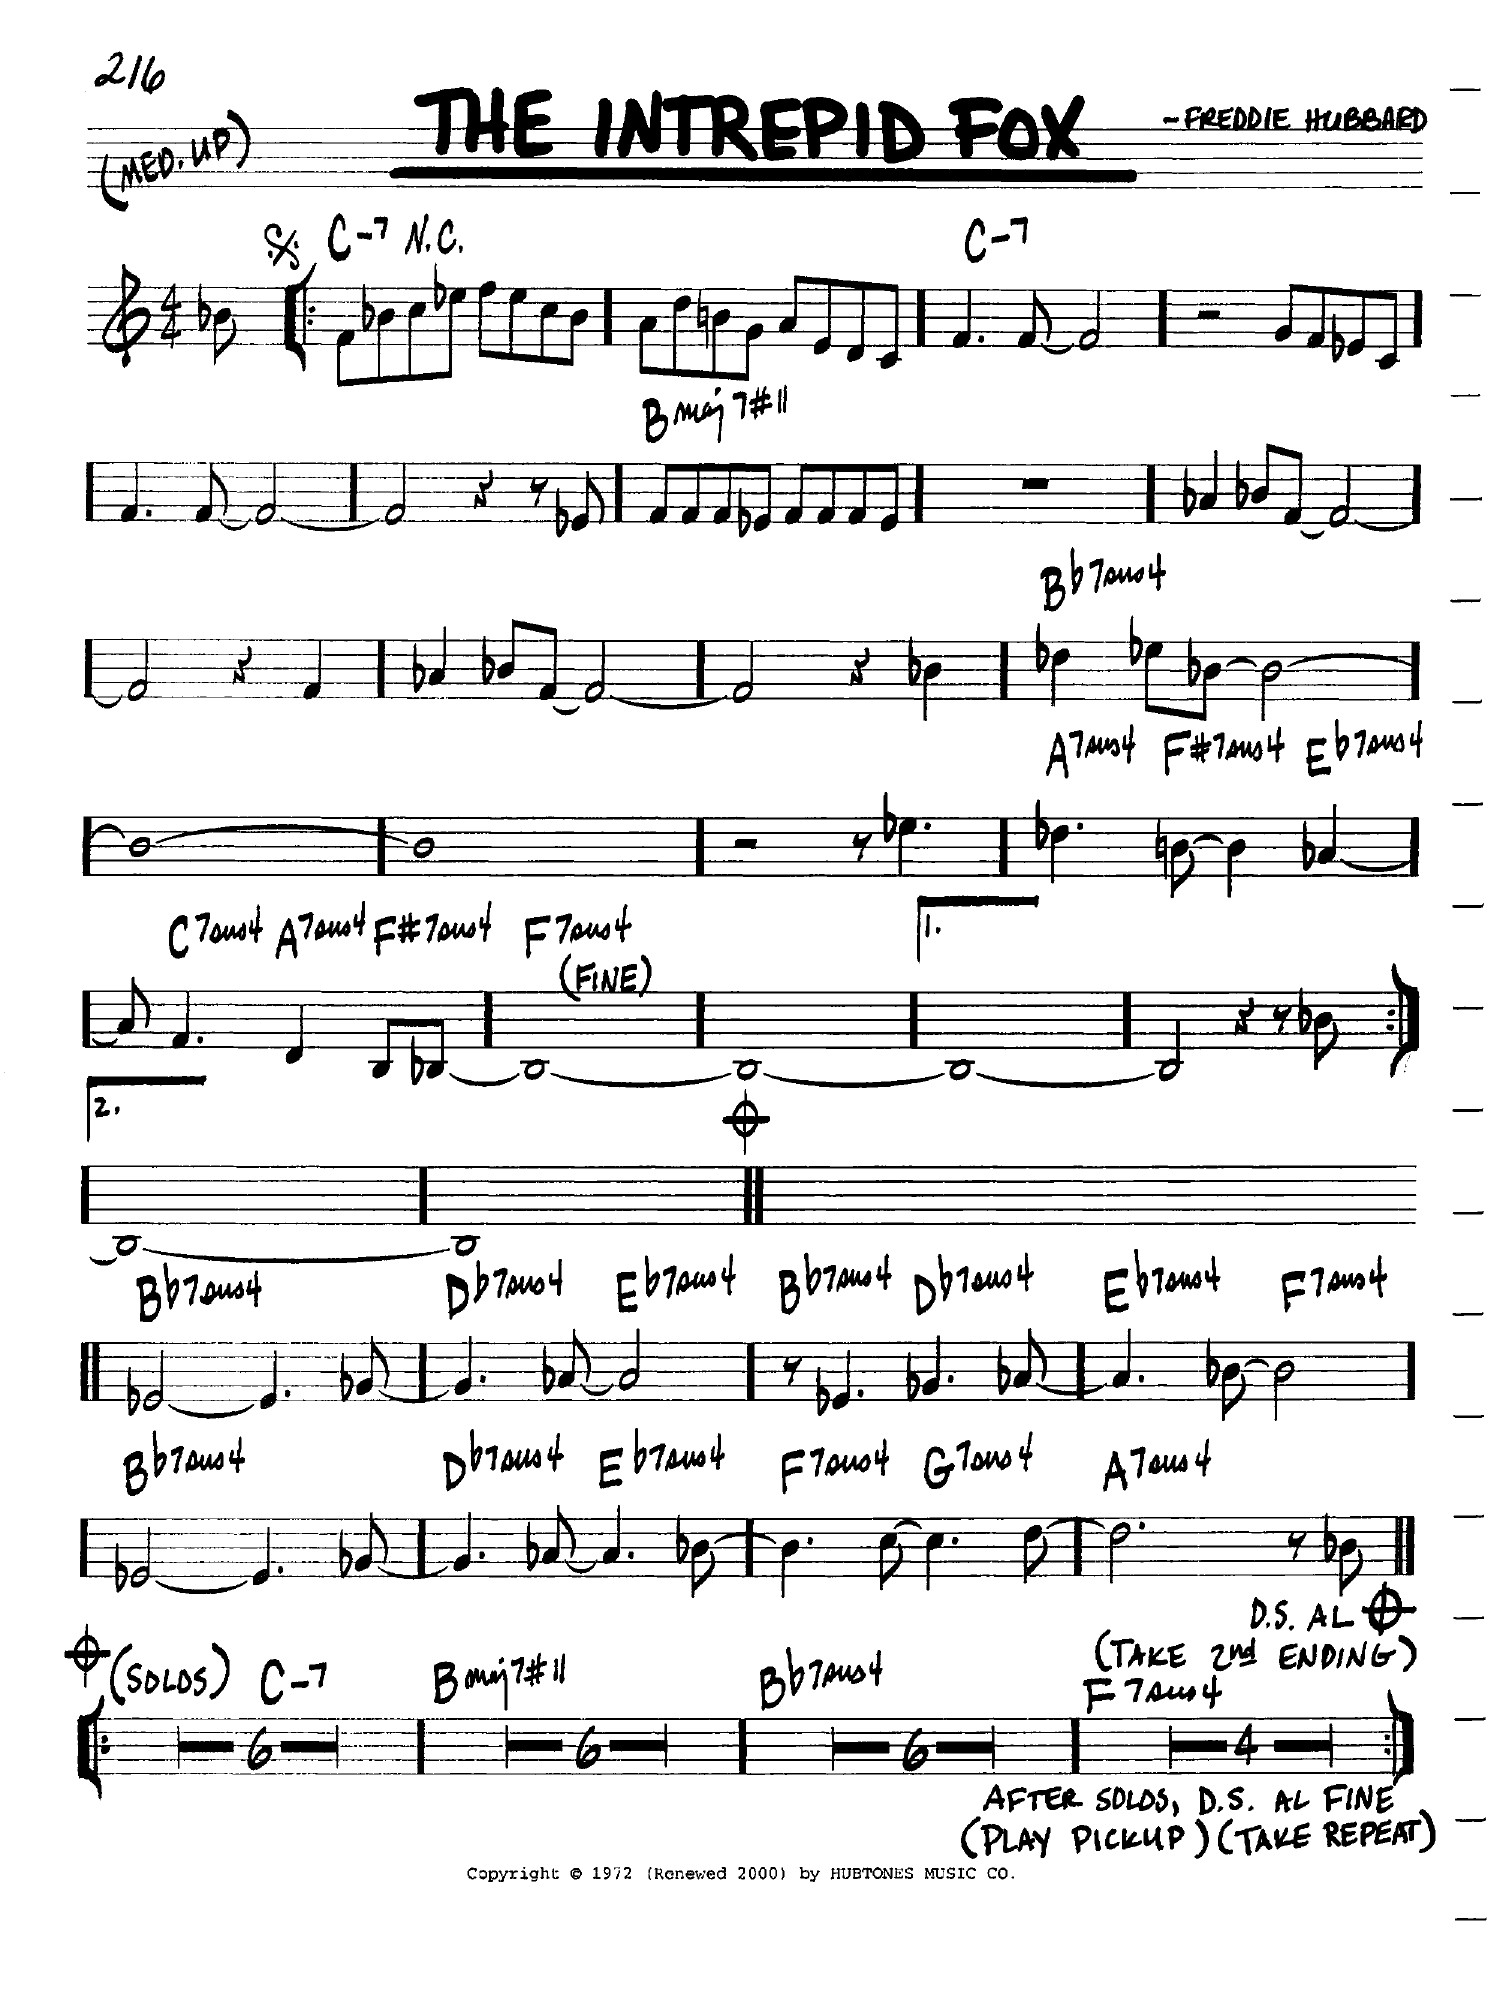 216
THE INTREPID FOX
-FREDDIE HUBBARD
(MED. UP)
C-7 N.C. C-7
4
4
Bmaj7#11
Bb7sus4
A7sus4 F#7sus4 Eb7sus4
C7sus4 A7sus4 F#7sus4 F7sus4 1.
(FINE)
2.
Bb7sus4 Db7sus4 Eb7sus4 Bb7sus4 Db7sus4 Eb7sus4 F7sus4
Bb7sus4 Db7sus4 Eb7sus4 F7sus4 G7sus4 A7sus4
D.S. AL
(TAKE 2nd ENDING)
(SOLOS) C-7 Bmaj7#11 Bb7sus4 F7sus4
6 6 6 4
AFTER SOLOS, D.S. AL FINE
(PLAY PICKUP) (TAKE REPEAT)
Copyright © 1972 (Renewed 2000) by HUBTONES MUSIC CO.